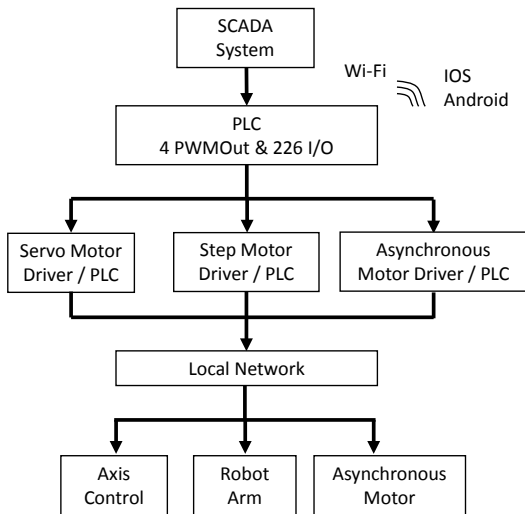 SCADA
System
Wi-Fi
IOS
Android
PLC
4 PWMOut & 226 I/O
Servo Motor
Driver / PLC
Step Motor
Driver / PLC
Asynchronous
Motor Driver / PLC
Local Network
Axis
Control
Robot
Arm
Asynchronous
Motor